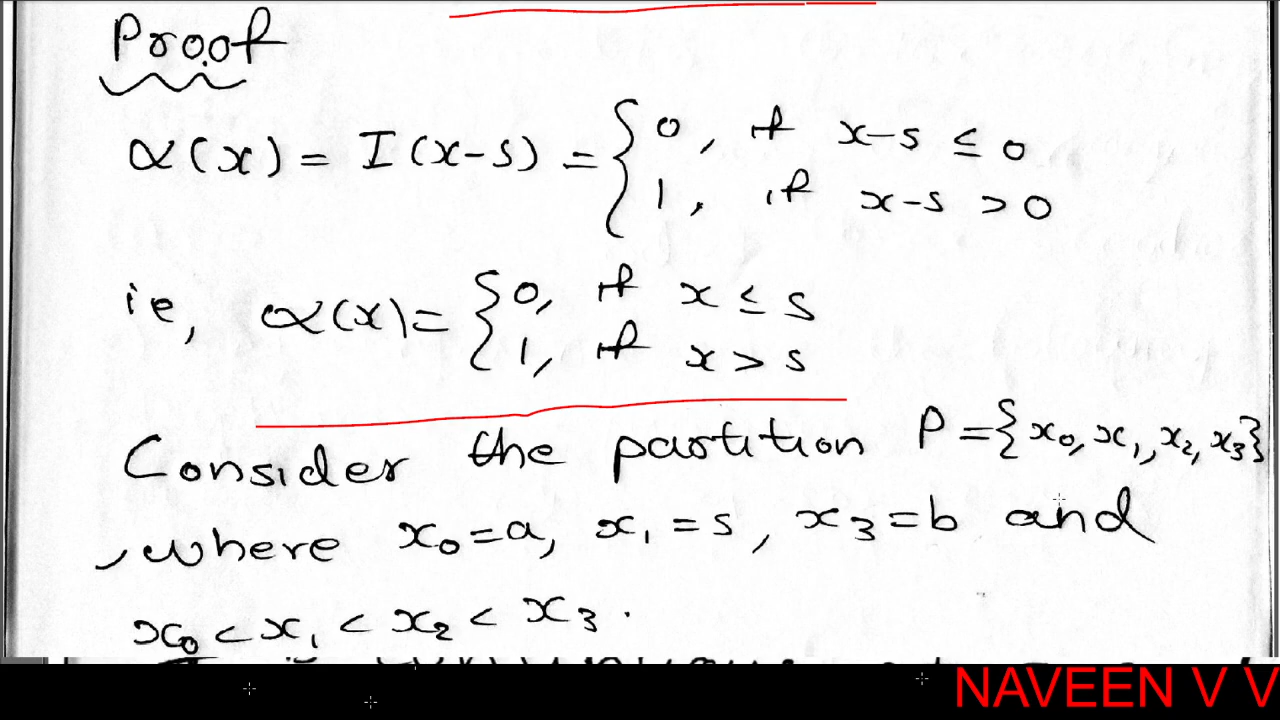 Proof
α(x) = I(x-s) = { 0, if x-s ≤ 0
1, if x-s > 0
ie, α(x) = { 0, if x ≤ s
1, if x > s
Consider the partition P = {x₀, x₁, x₂, x₃}
, where x₀ = a, x₁ = s, x₃ = b and
x₀ < x₁ < x₂ < x₃.
NAVEEN V V